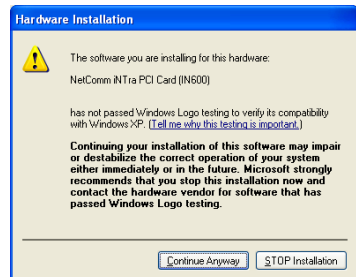 Hardware Installation
The software you are installing for this hardware:
NetComm iNTra PCI Card (IN600)
has not passed Windows Logo testing to verify its compatibility
with Windows XP. (Tell me why this testing is important.)
Continuing your installation of this software may impair
or destabilize the correct operation of your system
either immediately or in the future. Microsoft strongly
recommends that you stop this installation now and
contact the hardware vendor for software that has
passed Windows Logo testing.
Continue Anyway
STOP Installation